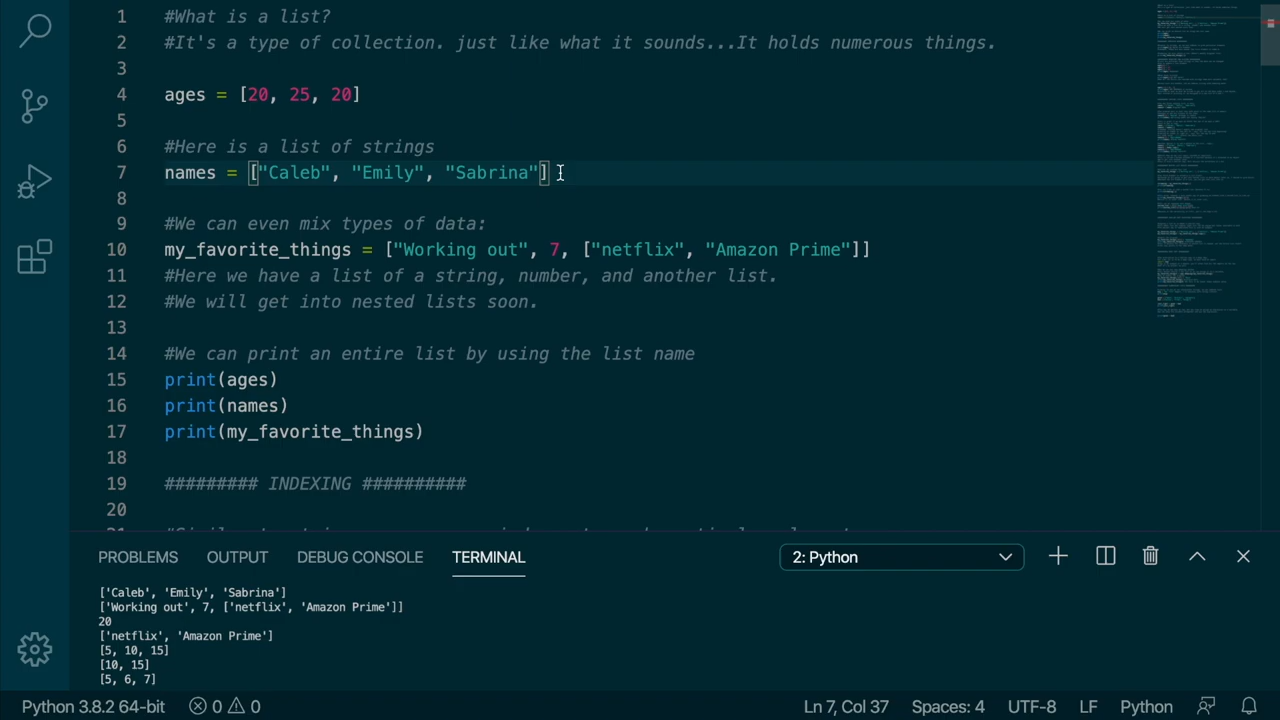 1 #What is a list?
2 #It's a type of collection. Just like what it sounds.... holds numerous things.
3
4 ages = [20, 25, 20]
5
6 #Here is a list of strings
7 names = ["Caleb", "Emily", "Sabrina"]
8
9 #We can even mix types of data
10 my_favorite_things = ["Working out", 7, ["netflix", "Amazon Prime"]]
11 #Here we have a list of a string, number, and another list.
12 #We will get into nested lists soon.
13
14 #We can print an entire list by using the list name
15 print(ages)
16 print(names)
17 print(my_favorite_things)
18
19 ######### INDEXING ##########
20
21
PROBLEMS OUTPUT DEBUG CONSOLE TERMINAL 2: Python
['Caleb', 'Emily', 'Sabrina']
['Working out', 7, ['netflix', 'Amazon Prime']]
20
['netflix', 'Amazon Prime']
[5, 10, 15]
[10, 15]
[5, 6, 7]
Python 3.8.2 64-bit 0 0 Ln 7, Col 37 Spaces: 4 UTF-8 LF Python